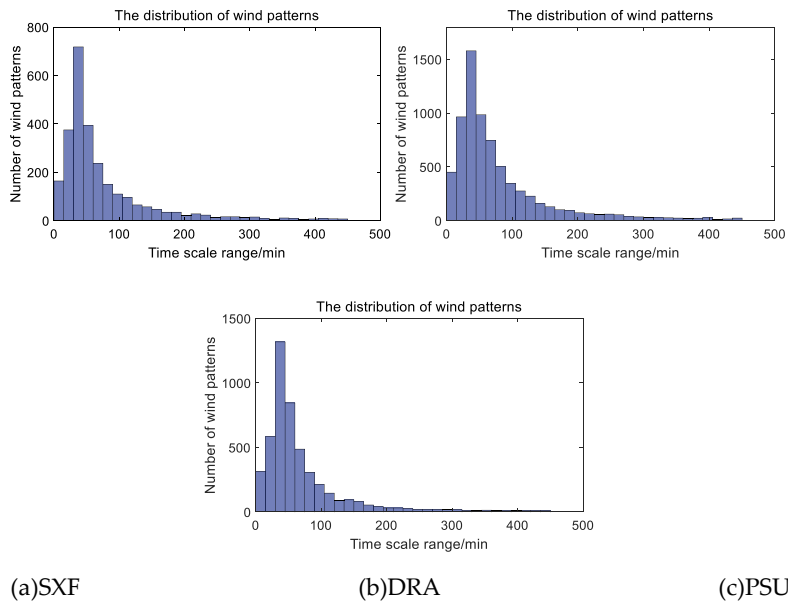 The distribution of wind patterns
800
600
400
200
0
Number of wind patterns
0 100 200 300 400 500
Time scale range/min
The distribution of wind patterns
1500
1000
500
0
Number of wind patterns
0 100 200 300 400 500
Time scale range/min
The distribution of wind patterns
1500
1000
500
0
Number of wind patterns
0 100 200 300 400 500
Time scale range/min
(a)SXF (b)DRA (c)PSU